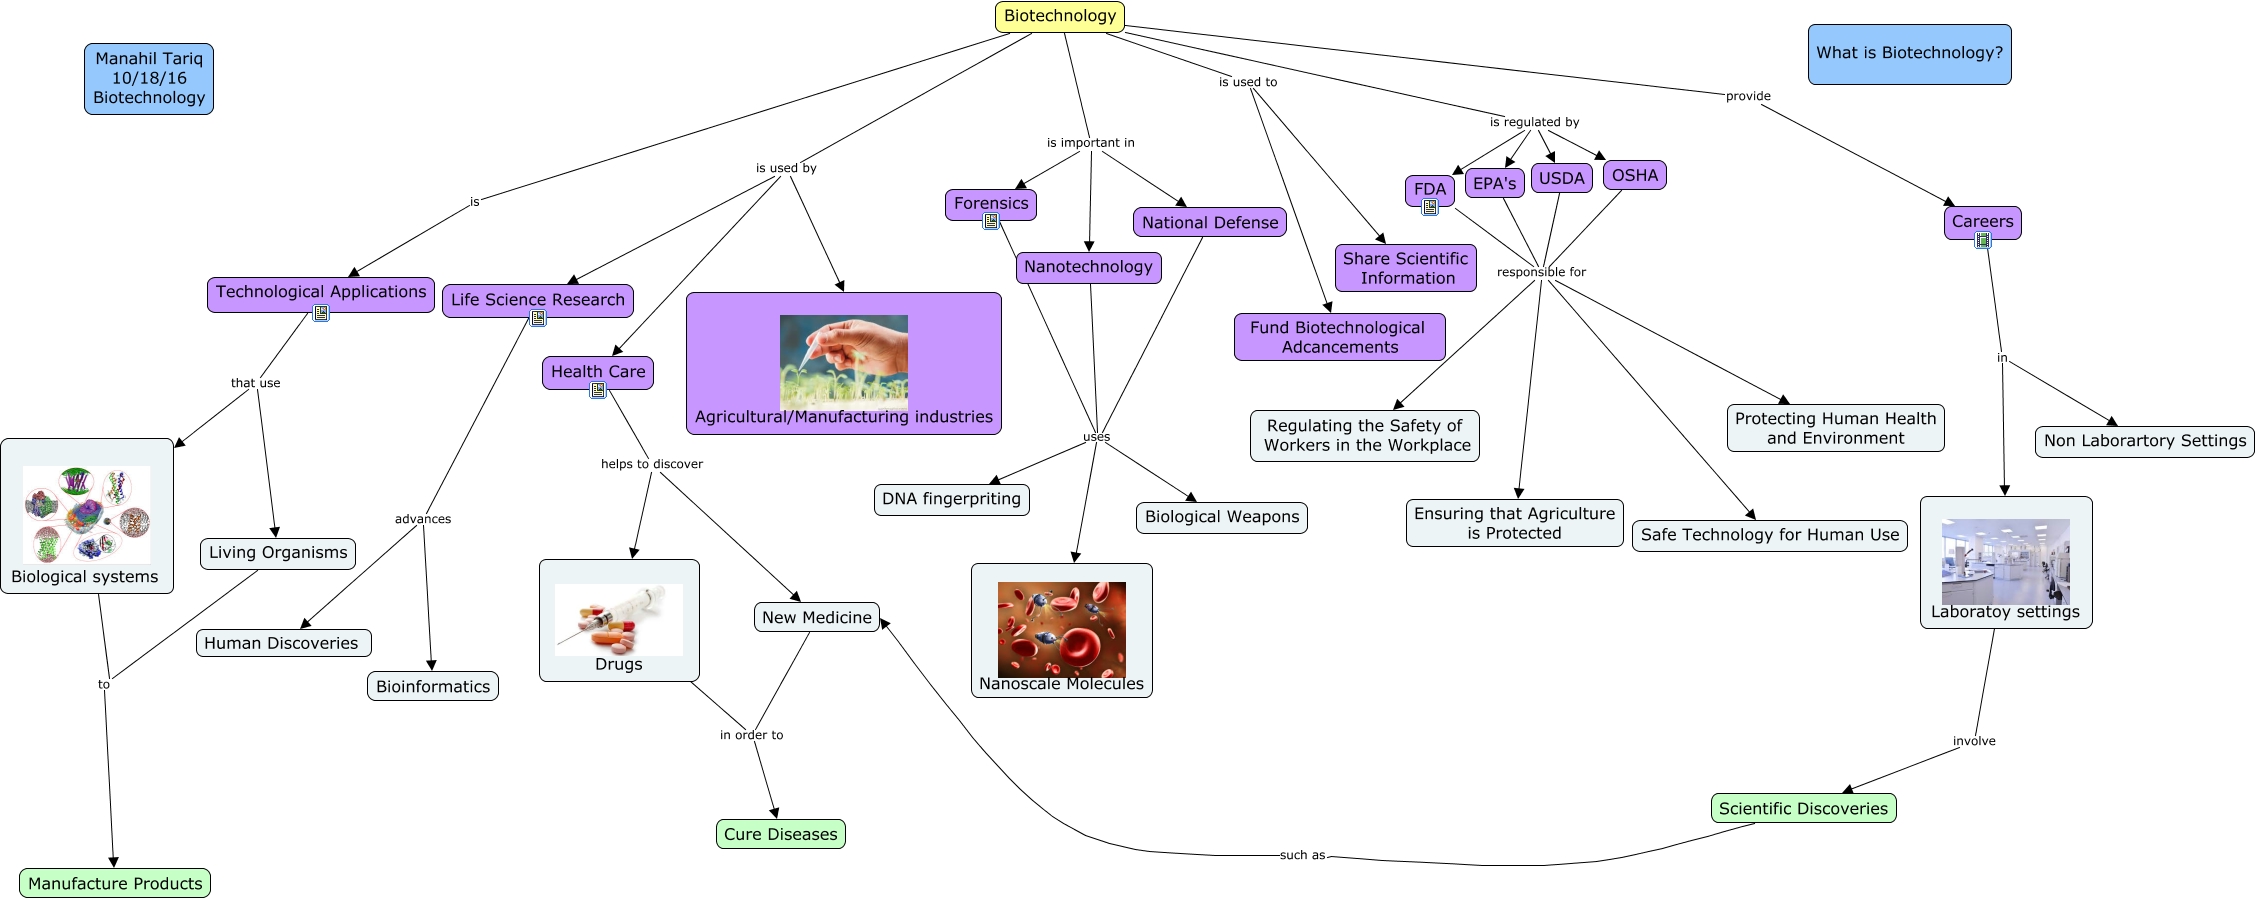 Biotechnology
Manahil Tariq
10/18/16
Biotechnology
What is Biotechnology?
is used to
provide
is regulated by
is important in
is used by
is
FDA
EPA's
USDA
OSHA
Forensics
National Defense
Careers
Nanotechnology
Share Scientific
Information
responsible for
Technological Applications
Life Science Research
Fund Biotechnological
Adcancements
Health Care
Agricultural/Manufacturing industries
that use
in
Regulating the Safety of
Workers in the Workplace
Protecting Human Health
and Environment
Non Laborartory Settings
uses
helps to discover
DNA fingerpriting
Biological Weapons
advances
Ensuring that Agriculture
is Protected
Safe Technology for Human Use
Biological systems
Living Organisms
Human Discoveries
Bioinformatics
Drugs
New Medicine
Nanoscale Molecules
Laboratoy settings
to
in order to
involve
Scientific Discoveries
Cure Diseases
such as
Manufacture Products